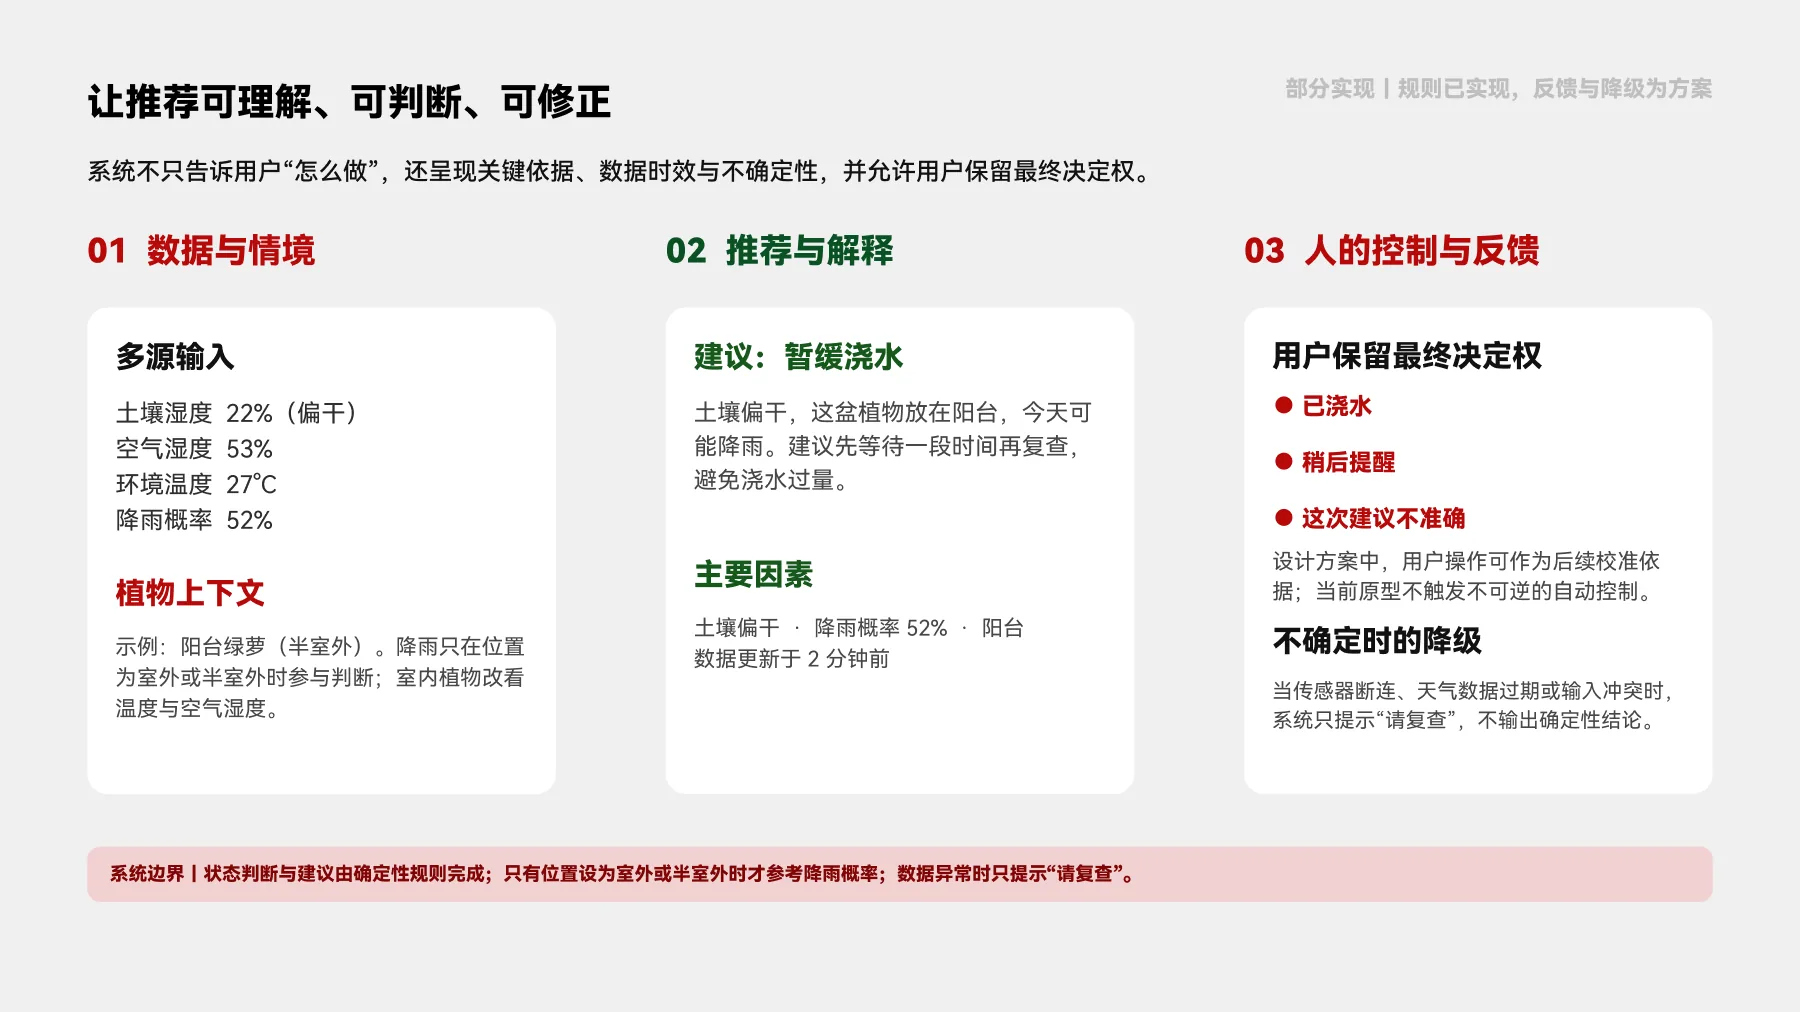 让推荐可理解、可判断、可修正
部分实现丨规则已实现，反馈与降级为方案
系统不只告诉用户“怎么做”，还呈现关键依据、数据时效与不确定性，并允许用户保留最终决定权。
01 数据与情境
多源输入
土壤湿度 22%（偏干）
空气湿度 53%
环境温度 27℃
降雨概率 52%
植物上下文
示例：阳台绿萝（半室外）。降雨只在位置
为室外或半室外时参与判断；室内植物改看
温度与空气湿度。
02 推荐与解释
建议：暂缓浇水
土壤偏干，这盆植物放在阳台，今天可
能降雨。建议先等待一段时间再复查，
避免浇水过量。
主要因素
土壤偏干 · 降雨概率 52% · 阳台
数据更新于 2 分钟前
03 人的控制与反馈
用户保留最终决定权
● 已浇水
● 稍后提醒
● 这次建议不准确
设计方案中，用户操作可作为后续校准依
据；当前原型不触发不可逆的自动控制。
不确定时的降级
当传感器断连、天气数据过期或输入冲突时，
系统只提示“请复查”，不输出确定性结论。
系统边界丨状态判断与建议由确定性规则完成；只有位置设为室外或半室外时才参考降雨概率；数据异常时只提示“请复查”。